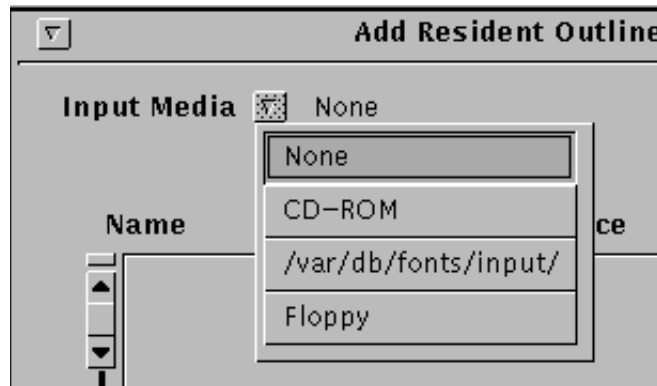 Add Resident Outline
Input Media None
None
CD-ROM
Name ce
/var/db/fonts/input/
Floppy